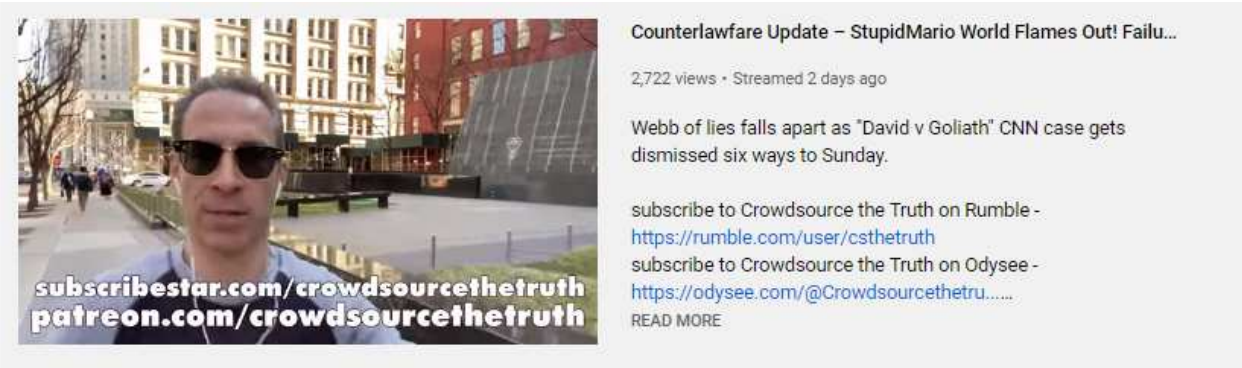 subscribestar.com/crowdsourcethetruth
patreon.com/crowdsourcethetruth
Counterlawfare Update – StupidMario World Flames Out! Failu...
2,722 views • Streamed 2 days ago
Webb of lies falls apart as "David v Goliath" CNN case gets
dismissed six ways to Sunday.
subscribe to Crowdsource the Truth on Rumble -
https://rumble.com/user/csthetruth
subscribe to Crowdsource the Truth on Odysee -
https://odysee.com/@Crowdsourcethetru......
READ MORE